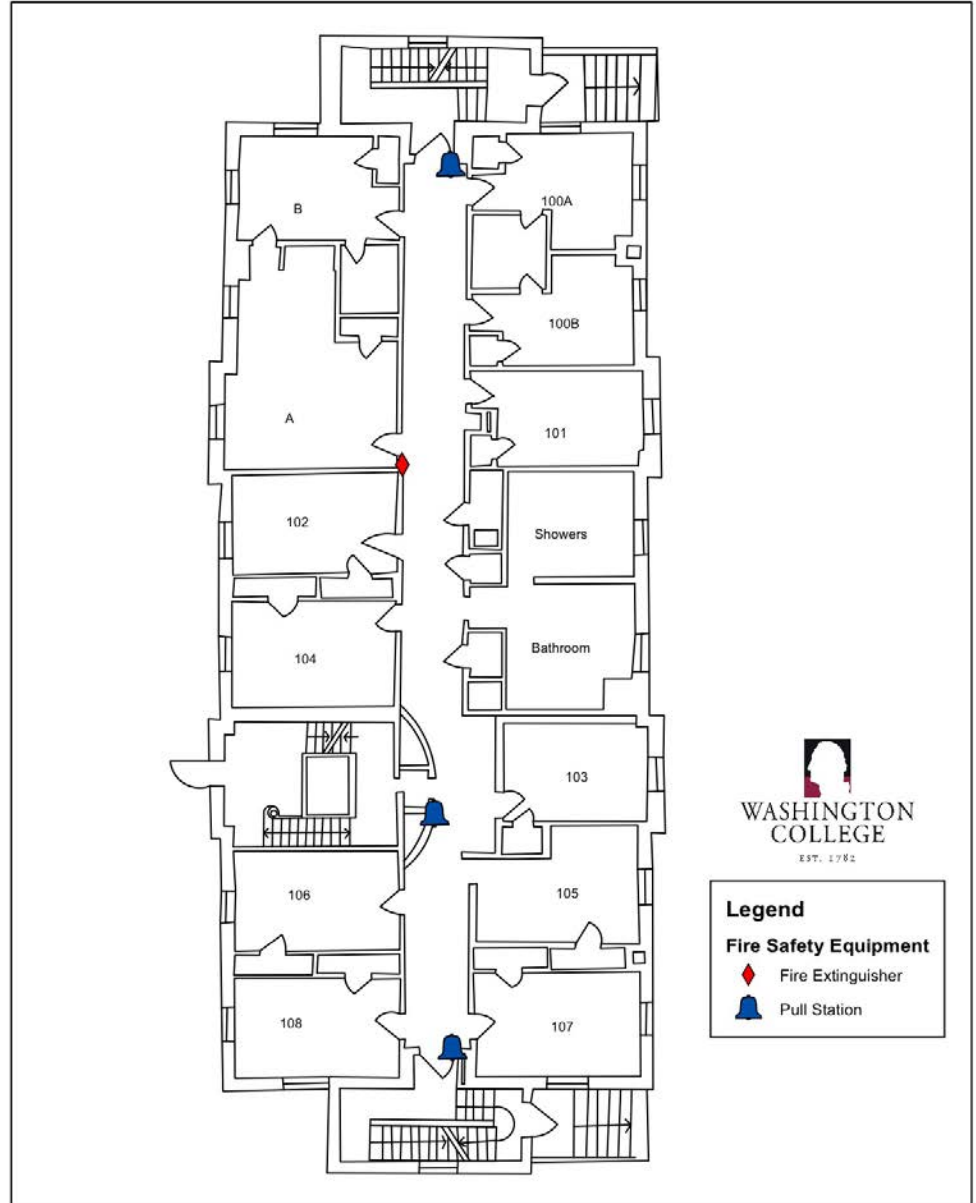 B
100A
100B
A
101
102
Showers
104
Bathroom
103
106
105
108
107
WASHINGTON
COLLEGE
EST. 1782
Legend
Fire Safety Equipment
Fire Extinguisher
Pull Station